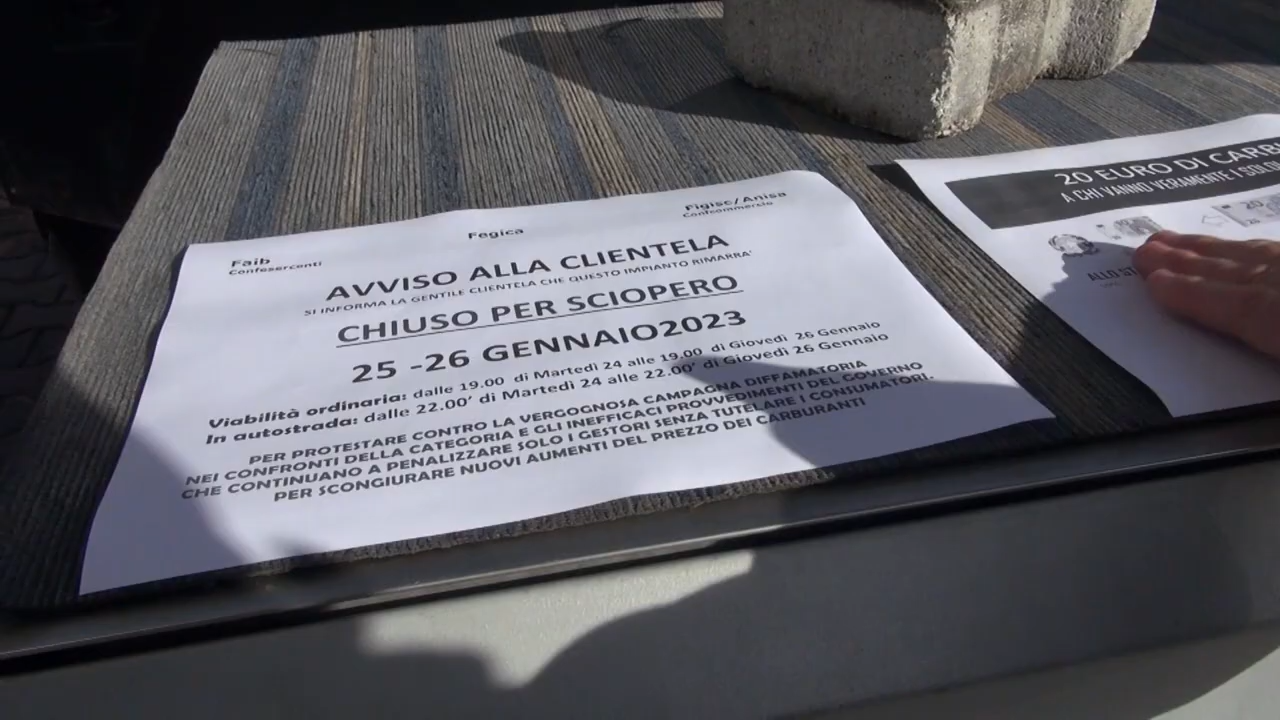 Faib
Confesercenti
Fegica
Figisc/Anisa
Confcommercio
AVVISO ALLA CLIENTELA
SI INFORMA LA GENTILE CLIENTELA CHE QUESTO IMPIANTO RIMARRA'
CHIUSO PER SCIOPERO
25 -26 GENNAIO2023
Viabilità ordinaria: dalle 19.00 di Martedì 24 alle 19.00 di Giovedì 26 Gennaio
In autostrada: dalle 22.00' di Martedì 24 alle 22.00' di Giovedì 26 Gennaio
PER PROTESTARE CONTRO LA VERGOGNOSA CAMPAGNA DIFFAMATORIA
NEI CONFRONTI DELLA CATEGORIA E GLI INEFFICACI PROVVEDIMENTI DEL GOVERNO
CHE CONTINUANO A PENALIZZARE SOLO I GESTORI SENZA TUTELARE I CONSUMATORI.
PER SCONGIURARE NUOVI AUMENTI DEL PREZZO DEI CARBURANTI
20 EURO DI CARBU
A CHI VANNO VERAMENTE I SOLDI
ALLO ST